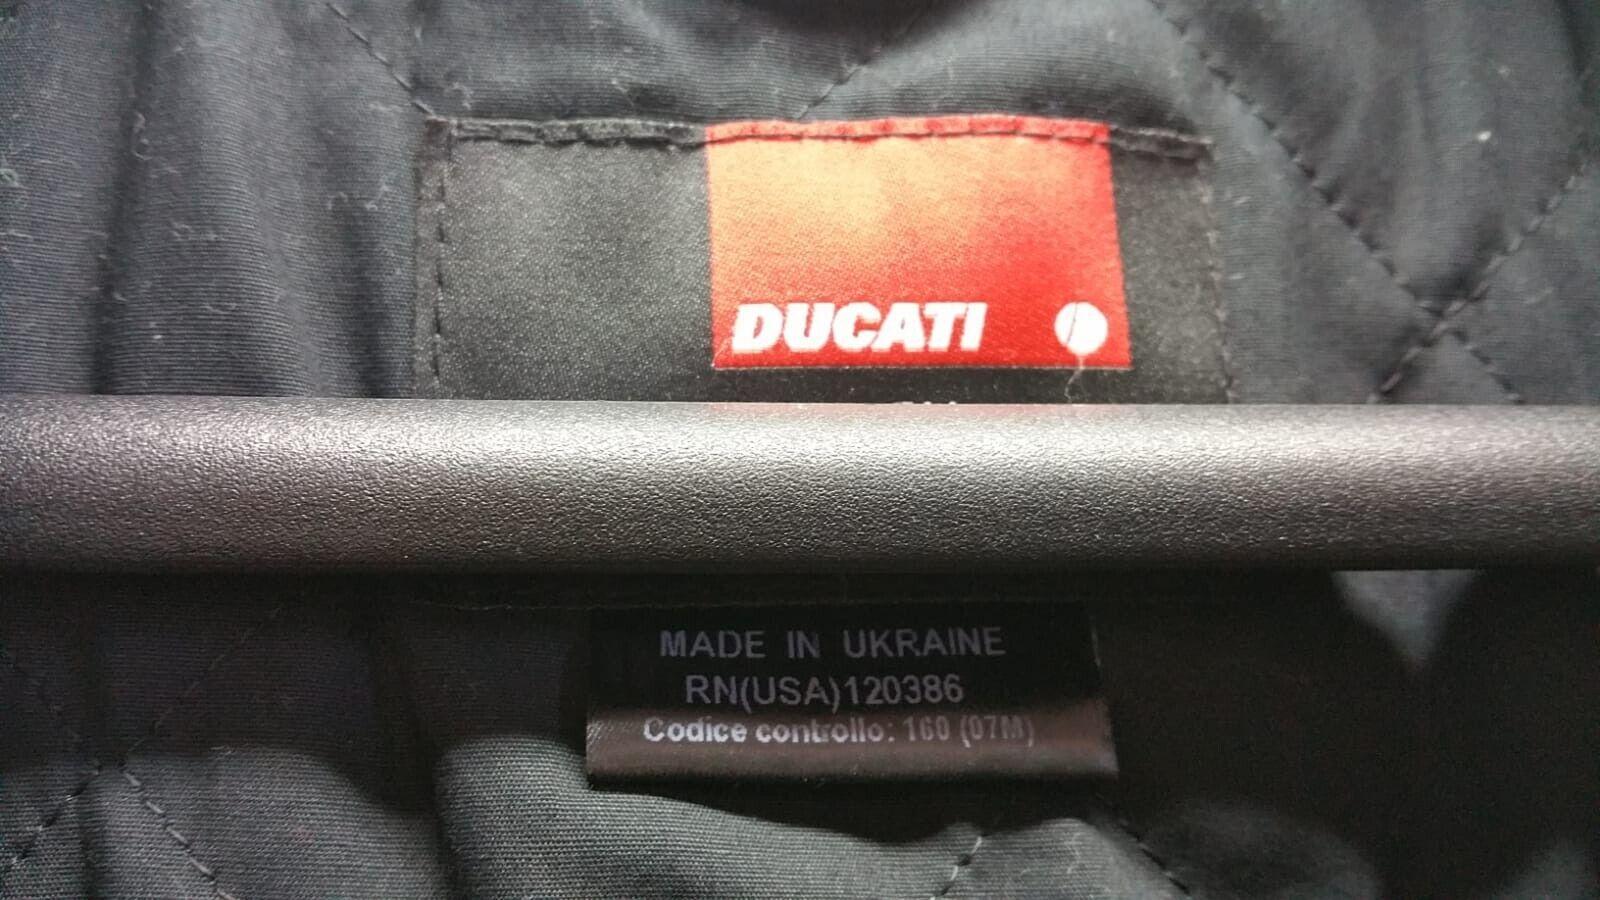 DUCATI
MADE IN UKRAINE
RN(USA)120386
Codice controllo: 160 (07M)